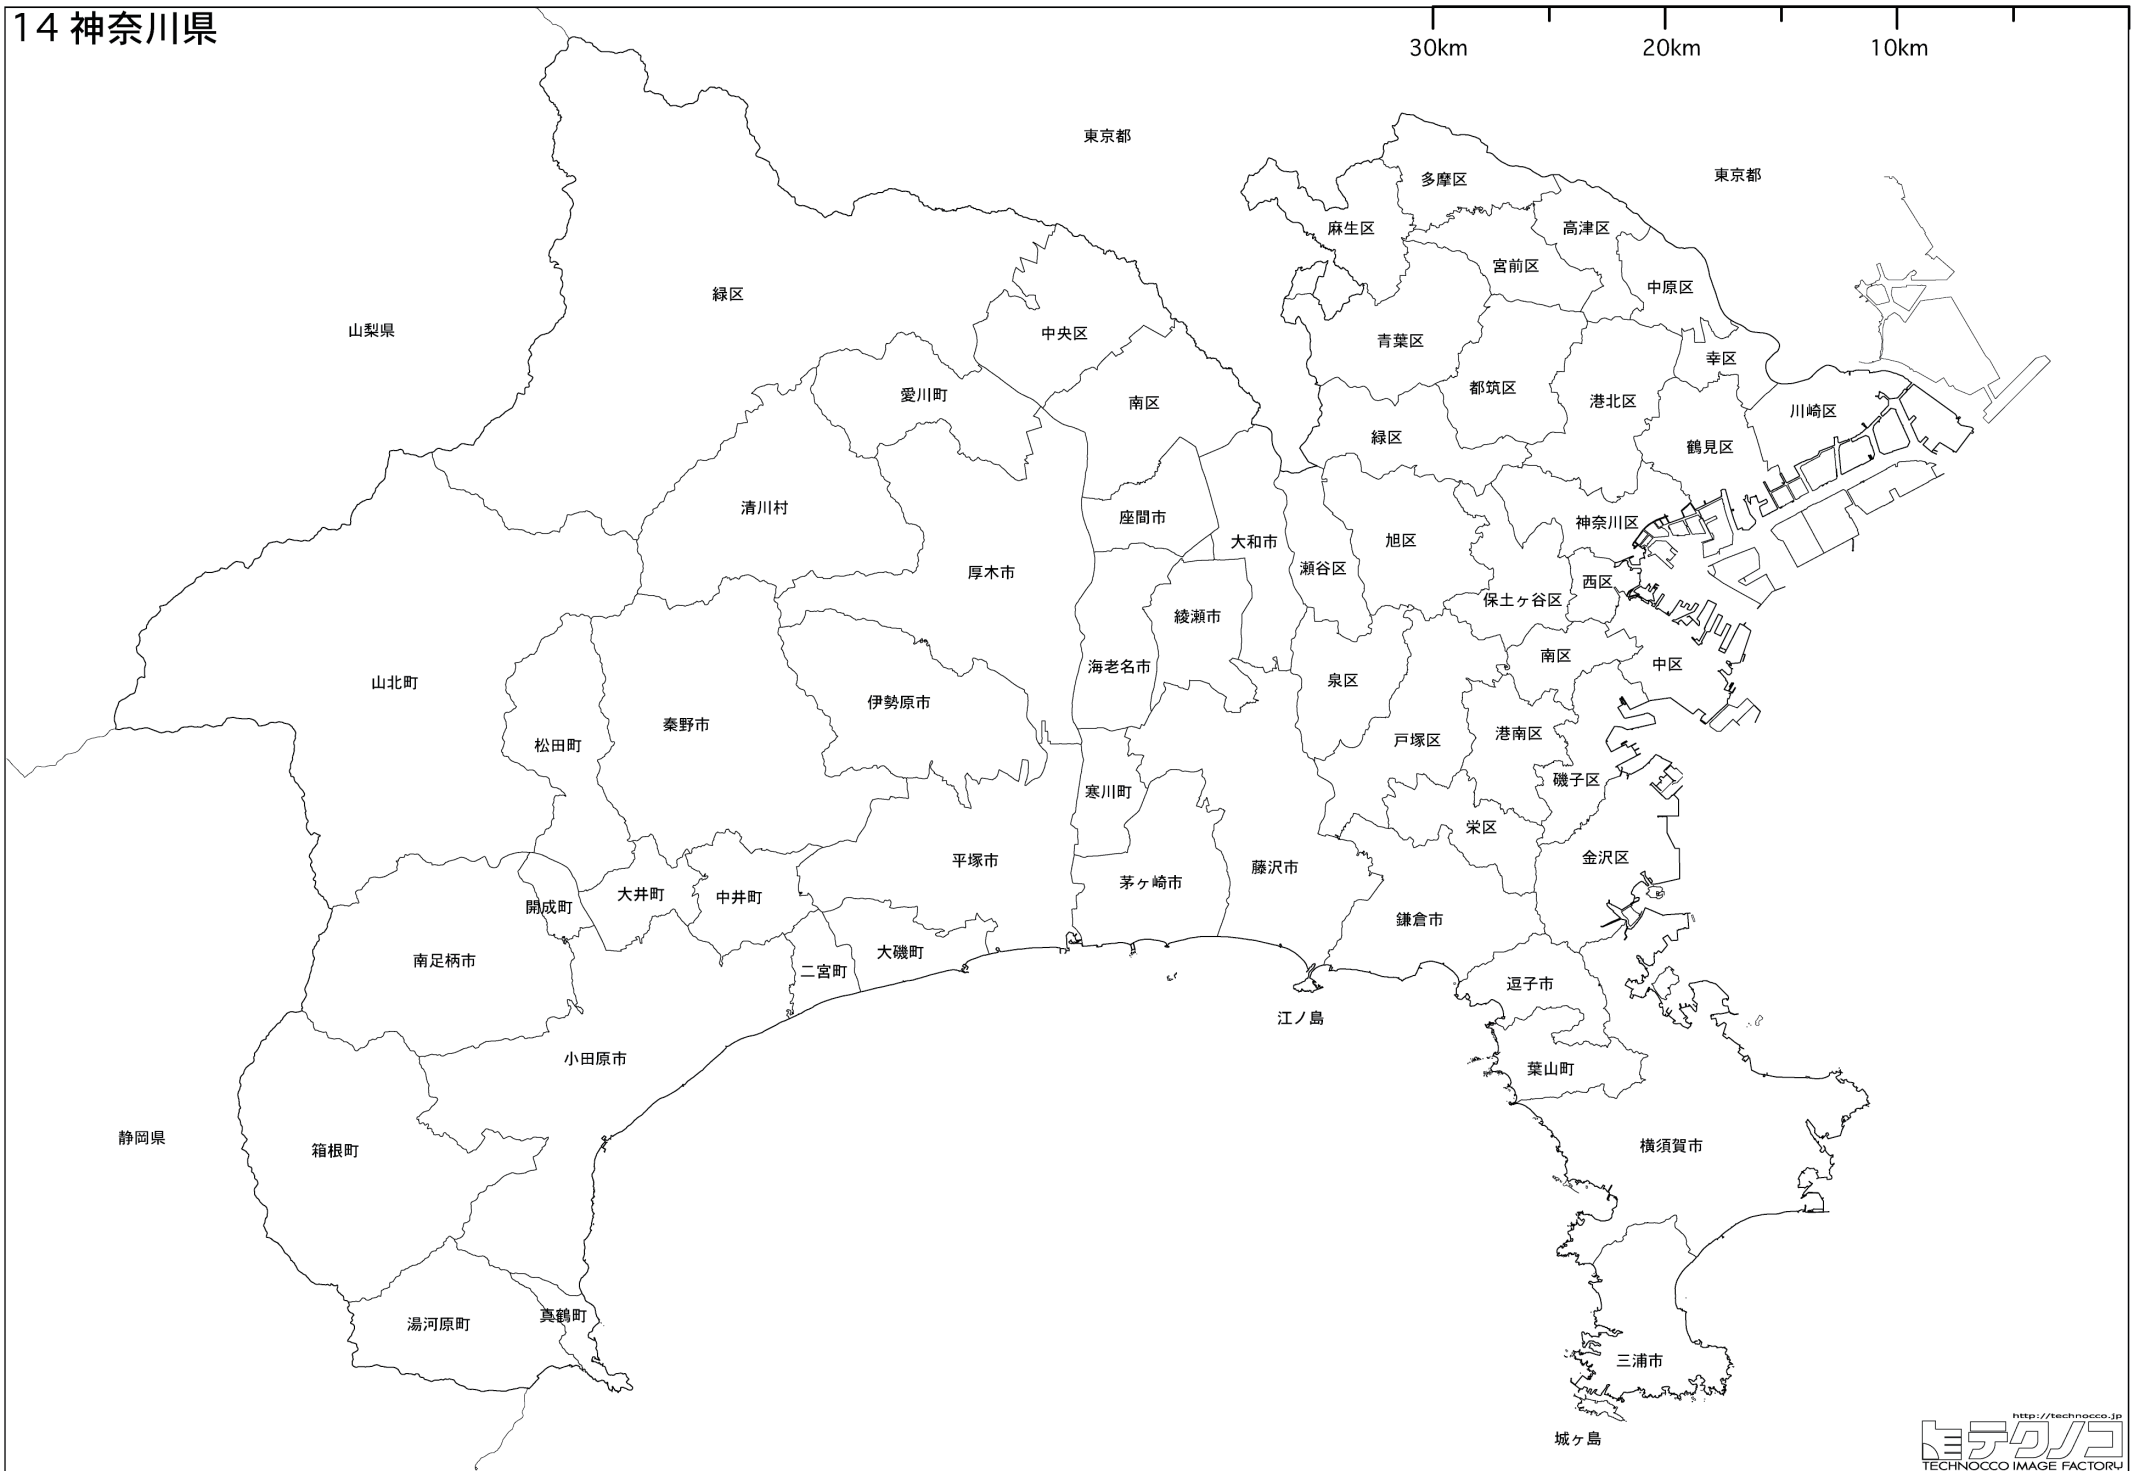 14 神奈川県
30km
20km
10km
東京都
東京都
多摩区
麻生区
高津区
宮前区
中原区
緑区
山梨県
中央区
青葉区
幸区
都筑区
愛川町
南区
港北区
川崎区
緑区
鶴見区
清川村
座間市
神奈川区
大和市
旭区
瀬谷区
厚木市
西区
保土ヶ谷区
綾瀬市
南区
中区
海老名市
泉区
山北町
伊勢原市
秦野市
松田町
戸塚区
港南区
磯子区
寒川町
栄区
平塚市
金沢区
藤沢市
茅ヶ崎市
大井町
中井町
開成町
鎌倉市
大磯町
南足柄市
二宮町
逗子市
江ノ島
小田原市
葉山町
静岡県
箱根町
横須賀市
真鶴町
湯河原町
三浦市
城ヶ島
http://technocco.jp
テクノコ
TECHNOCCO IMAGE FACTORY